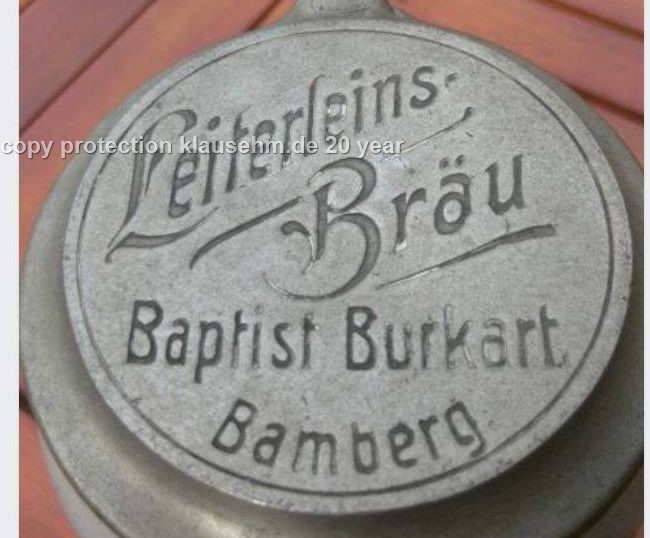 Leiterleins-
copy protection klausehm.de 20 year
Bräu
Baptist Burkart
Bamberg